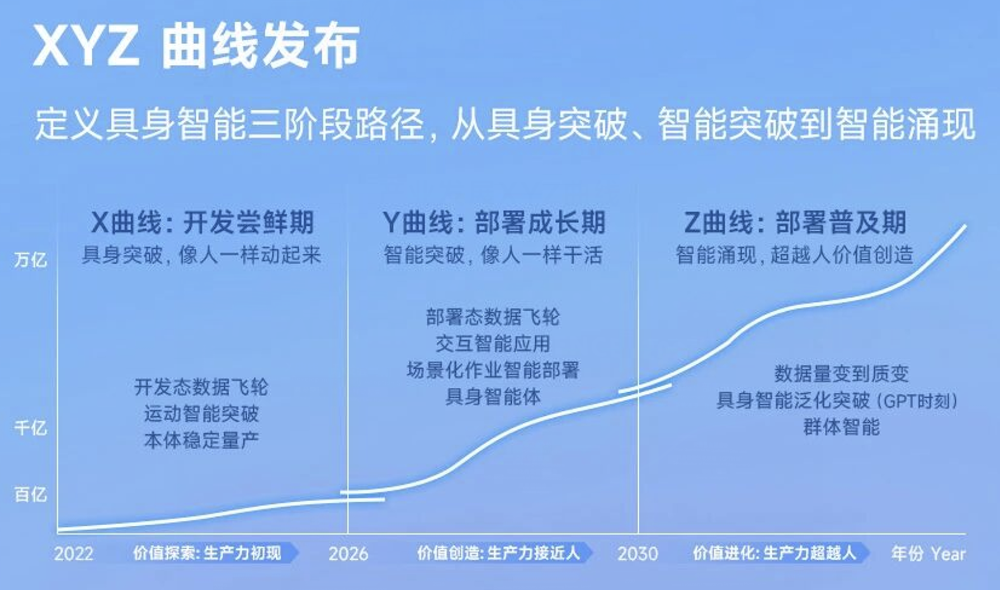 XYZ 曲线发布
定义具身智能三阶段路径，从具身突破、智能突破到智能涌现
X曲线：开发尝鲜期
具身突破，像人一样动起来
开发态数据飞轮
运动智能突破
本体稳定量产
Y曲线：部署成长期
智能突破，像人一样干活
部署态数据飞轮
交互智能应用
场景化作业智能部署
具身智能体
Z曲线：部署普及期
智能涌现，超越人价值创造
数据量变到质变
具身智能泛化突破（GPT时刻）
群体智能
万亿
千亿
百亿
2022
价值探索：生产力初现
2026
价值创造：生产力接近人
2030
价值进化：生产力超越人
年份 Year